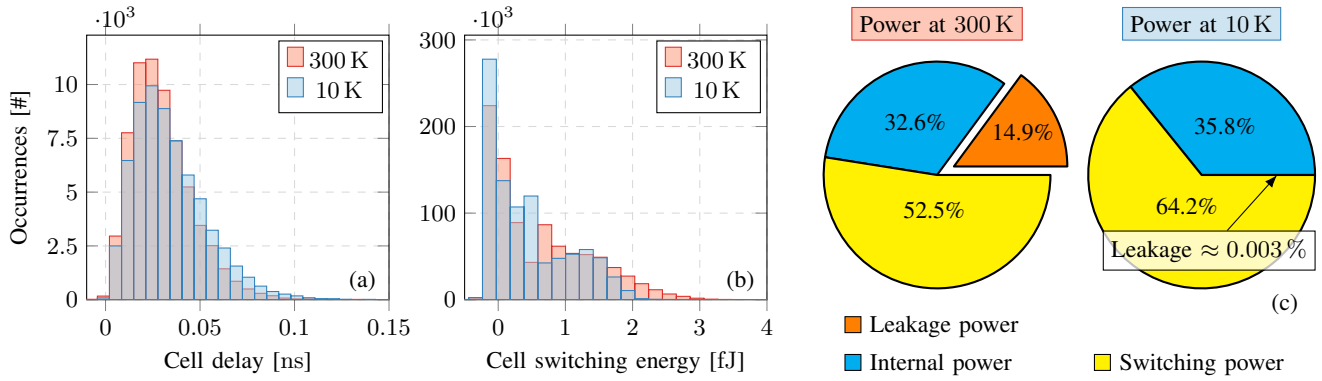 ·10³
300 K
10 K
Occurrences [#]
10
7.5
5
2.5
0
0
0.05
0.1
0.15
(a)
Cell delay [ns]
·10³
300 K
10 K
300
200
100
0
0
1
2
3
4
(b)
Cell switching energy [fJ]
Power at 300 K
32.6%
14.9%
52.5%
Power at 10 K
35.8%
64.2%
Leakage ≈ 0.003 %
(c)
Leakage power
Internal power
Switching power